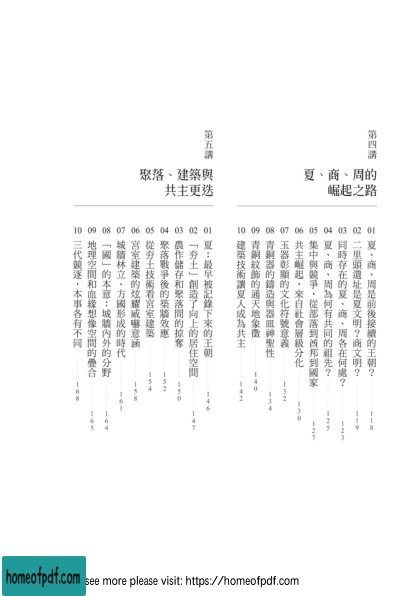 第四講
夏、商、周的
崛起之路
01 夏、商、周是前後接續的王朝？ 118
02 二里頭遺址是夏文明？商文明？ 119
03 同時存在的夏、商、周各在何處？ 123
04 夏、商、周為何有共同的祖先？ 125
05 集中與競爭，從部落到酋邦到國家 127
06 共主崛起，來自社會層級分化 130
07 玉器彰顯的文化符號意義 132
08 青銅器的鑄造與器皿神聖性 134
09 青銅紋飾的通天地象徵 140
10 建築技術讓夏人成為共主 142
第五講
聚落、建築與
共主更迭
01 夏：最早被記錄下來的王朝 146
02 「夯土」創造了向上的居住空間 147
03 農作儲存和聚落間的掠奪 150
04 聚落戰爭後的築牆效應 152
05 從夯土技術看宮室建築 154
06 宮室建築的炫耀威嚇意涵 158
07 城牆林立、方國形成的時代 161
08 「國」的本意：城牆內外的分野 164
09 地理空間和血緣想像空間的疊合 165
10 三代競逐，本事各有不同 168
homeofpdf.com
see more please visit: https://homeofpdf.com